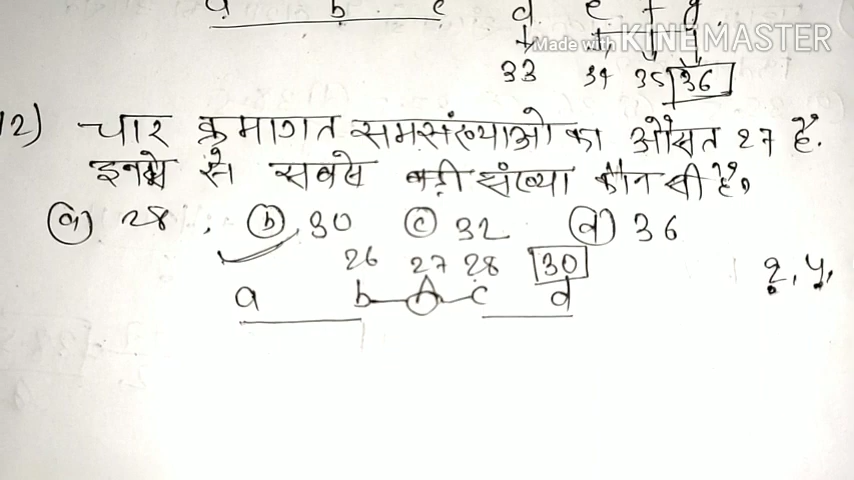 a b c d e f g
Made with KINEMASTER
33 34 35 36
12) चार क्रमागत समसंख्याओ का औसत 27 हैं.
इनमे से सबसे बड़ी संख्या कौन सी है,
(a) 28 , (b) 30 (c) 32 (d) 36
26 27 28 30
a b A c d
2, 4,